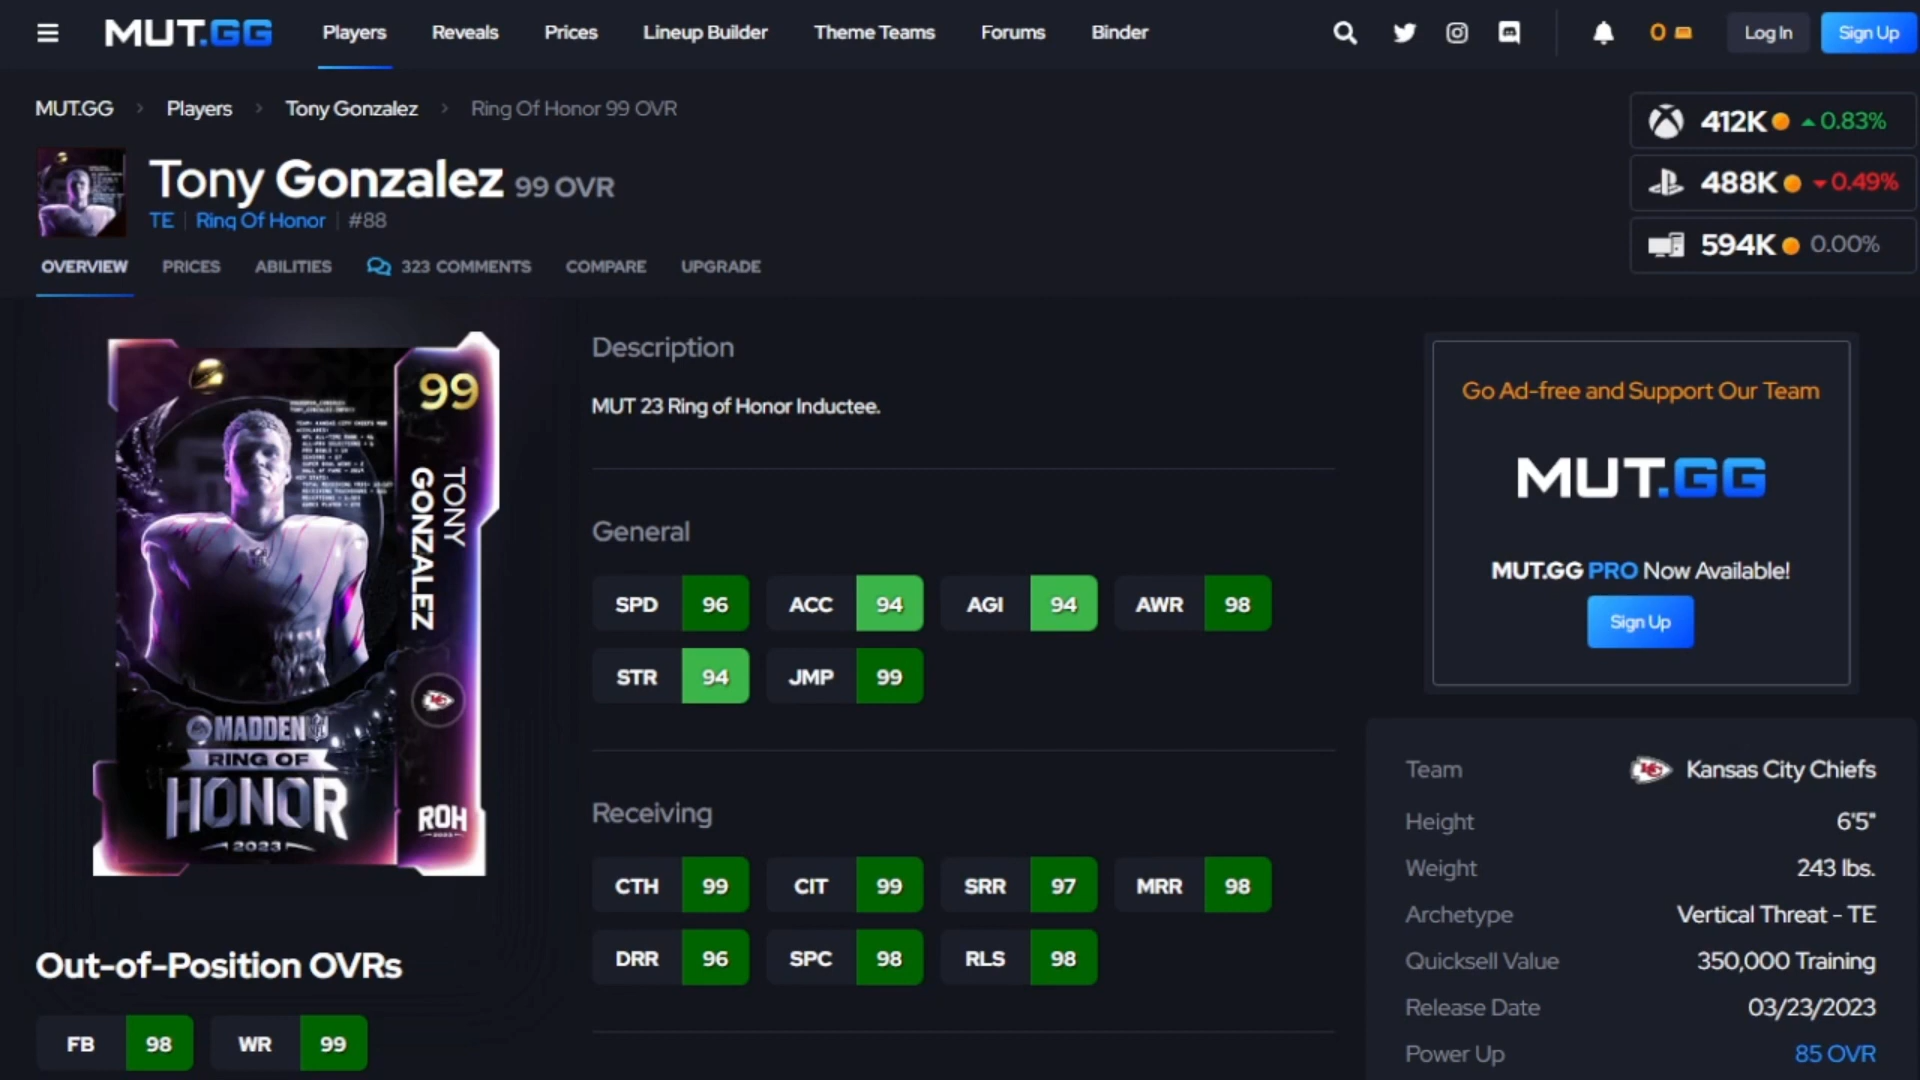 MUT.GG
Players
Reveals
Prices
Lineup Builder
Theme Teams
Forums
Binder
0
Log In
Sign Up
MUT.GG > Players > Tony Gonzalez > Ring Of Honor 99 OVR
412K 0.83%
488K 0.49%
594K 0.00%
Tony Gonzalez 99 OVR
TE | Ring Of Honor | #88
OVERVIEW
PRICES
ABILITIES
323 COMMENTS
COMPARE
UPGRADE
99
TONY
GONZALEZ
MADDEN NFL
RING OF
HONOR
2023
ROH
Out-of-Position OVRs
FB 98
WR 99
Description
MUT 23 Ring of Honor Inductee.
General
SPD 96
ACC 94
AGI 94
AWR 98
STR 94
JMP 99
Receiving
CTH 99
CIT 99
SRR 97
MRR 98
DRR 96
SPC 98
RLS 98
Go Ad-free and Support Our Team
MUT.GG
MUT.GG PRO Now Available!
Sign Up
Team Kansas City Chiefs
Height 6'5"
Weight 243 lbs.
Archetype Vertical Threat - TE
Quicksell Value 350,000 Training
Release Date 03/23/2023
Power Up 85 OVR